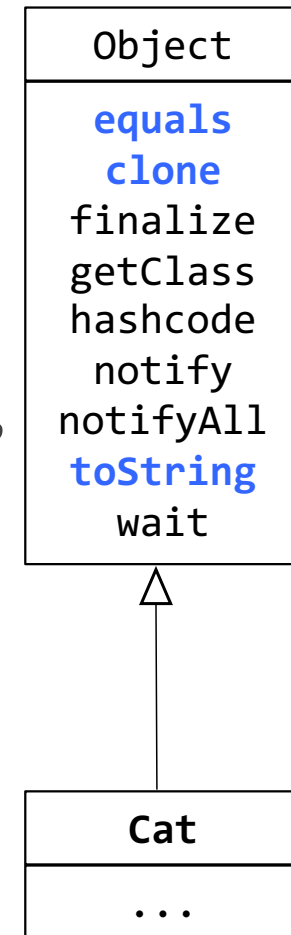 Object
equals
clone
finalize
getClass
hashcode
notify
notifyAll
toString
wait
Cat
...